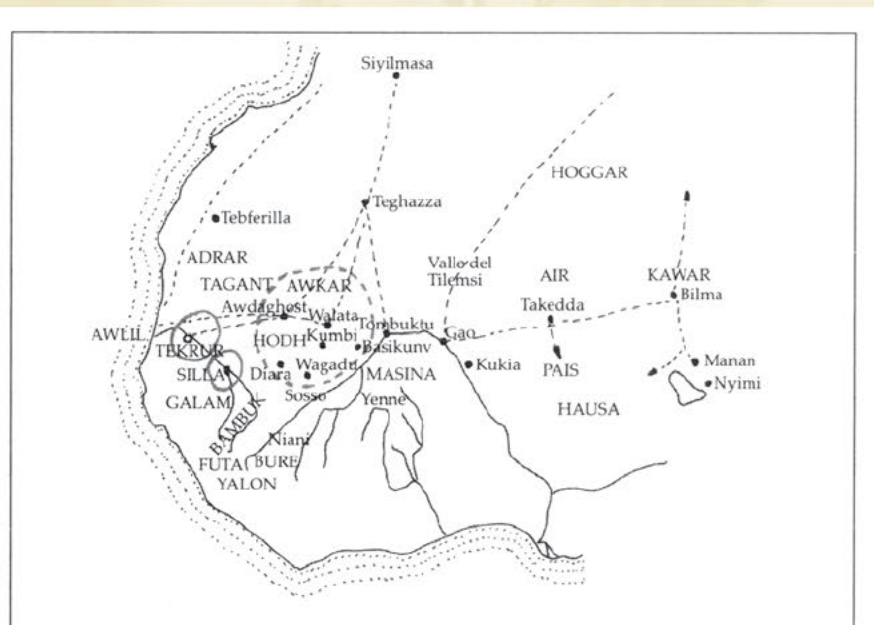 Siyilmasa
HOGGAR
Teghazza
Tebferilla
ADRAR
Valle del
Tilemsi
AIR
KAWAR
TAGANT
AWKAR
Takedda
Bilma
Awdaghost
Walata
AWLIL
Tombuktu
Gao
TEKRUR
HODH
Kumbi
Basikunv
SILLA
Diara
Wagadu
MASINA
Kukia
PAIS
Manan
Nyimi
GALAM
Sosso
Yenne
HAUSA
BAMBUK
Niani
FUTA
BURE
YALON